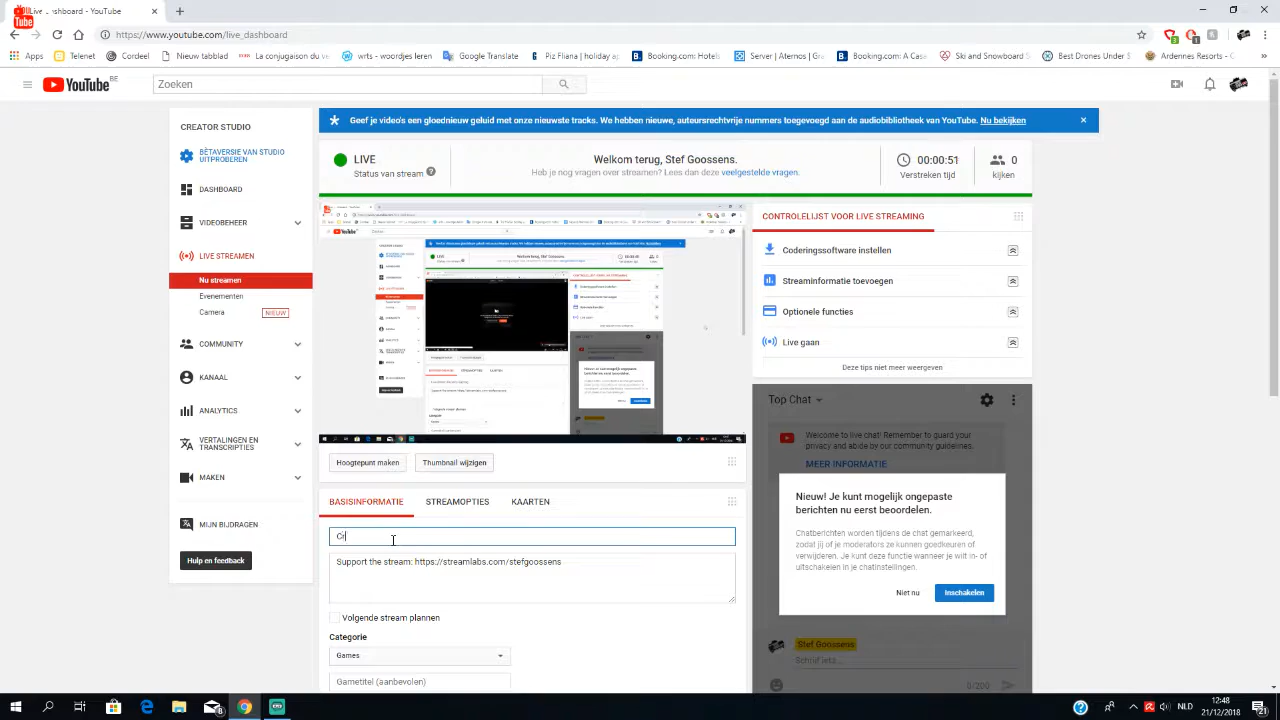 Live dashboard - YouTube
https://www.youtube.com/live_dashboard
Apps Telenet Cordeel Nieuw tabblad La conjugaison du ve wrts - woordjes leren Google Translate Piz Fliana | holiday ap Booking.com: Hotels Server | Aternos | Grati Booking.com: A Casa Ski and Snowboard Ste Best Drones Under $ Ardennes Resorts - C
YouTube BE
Zoeken
CREATOR STUDIO
BÈTAVERSIE VAN STUDIO
UITPROBEREN
DASHBOARD
VIDEOBEHEER
LIVE STREAMEN
Nu streamen
Evenementen
Camera NIEUW
COMMUNITY
KANAAL
ANALYTICS
VERTALINGEN EN
TRANSCRIPTIES
MAKEN
MIJN BIJDRAGEN
Hulp en feedback
Geef je video's een gloednieuw geluid met onze nieuwste tracks. We hebben nieuwe, auteursrechtvrije nummers toegevoegd aan de audiobibliotheek van YouTube. Nu bekijken
LIVE
Status van stream
Welkom terug, Stef Goossens.
Heb je nog vragen over streamen? Lees dan deze veelgestelde vragen.
00:00:51
Verstreken tijd
0
kijken
Hoogtepunt maken Thumbnail wijzigen
BASISINFORMATIE STREAMOPTIES KAARTEN
Ci
Support the stream: https://streamlabs.com/stefgoossens
Volgende stream plannen
Categorie
Games
Gametitel (aanbevolen)
CONTROLELIJST VOOR LIVE STREAMING
Coderingssoftware instellen
Streaminformatie toevoegen
Optionele functies
Live gaan
Deze tips niet meer weergeven
Top Chat
Welcome to live chat! Remember to guard your
privacy and abide by our community guidelines.
MEER INFORMATIE
Nieuw! Je kunt mogelijk ongepaste
berichten nu eerst beoordelen.
Chatberichten worden tijdens de chat gemarkeerd,
zodat jij of je moderators ze kunnen goedkeuren of
verwijderen. Je kunt deze functie wanneer je wilt in- of
uitschakelen in je chatinstellingen.
Niet nu Inschakelen
Stef Goossens
Schrijf iets...
0/200
NLD
12:48
21/12/2018